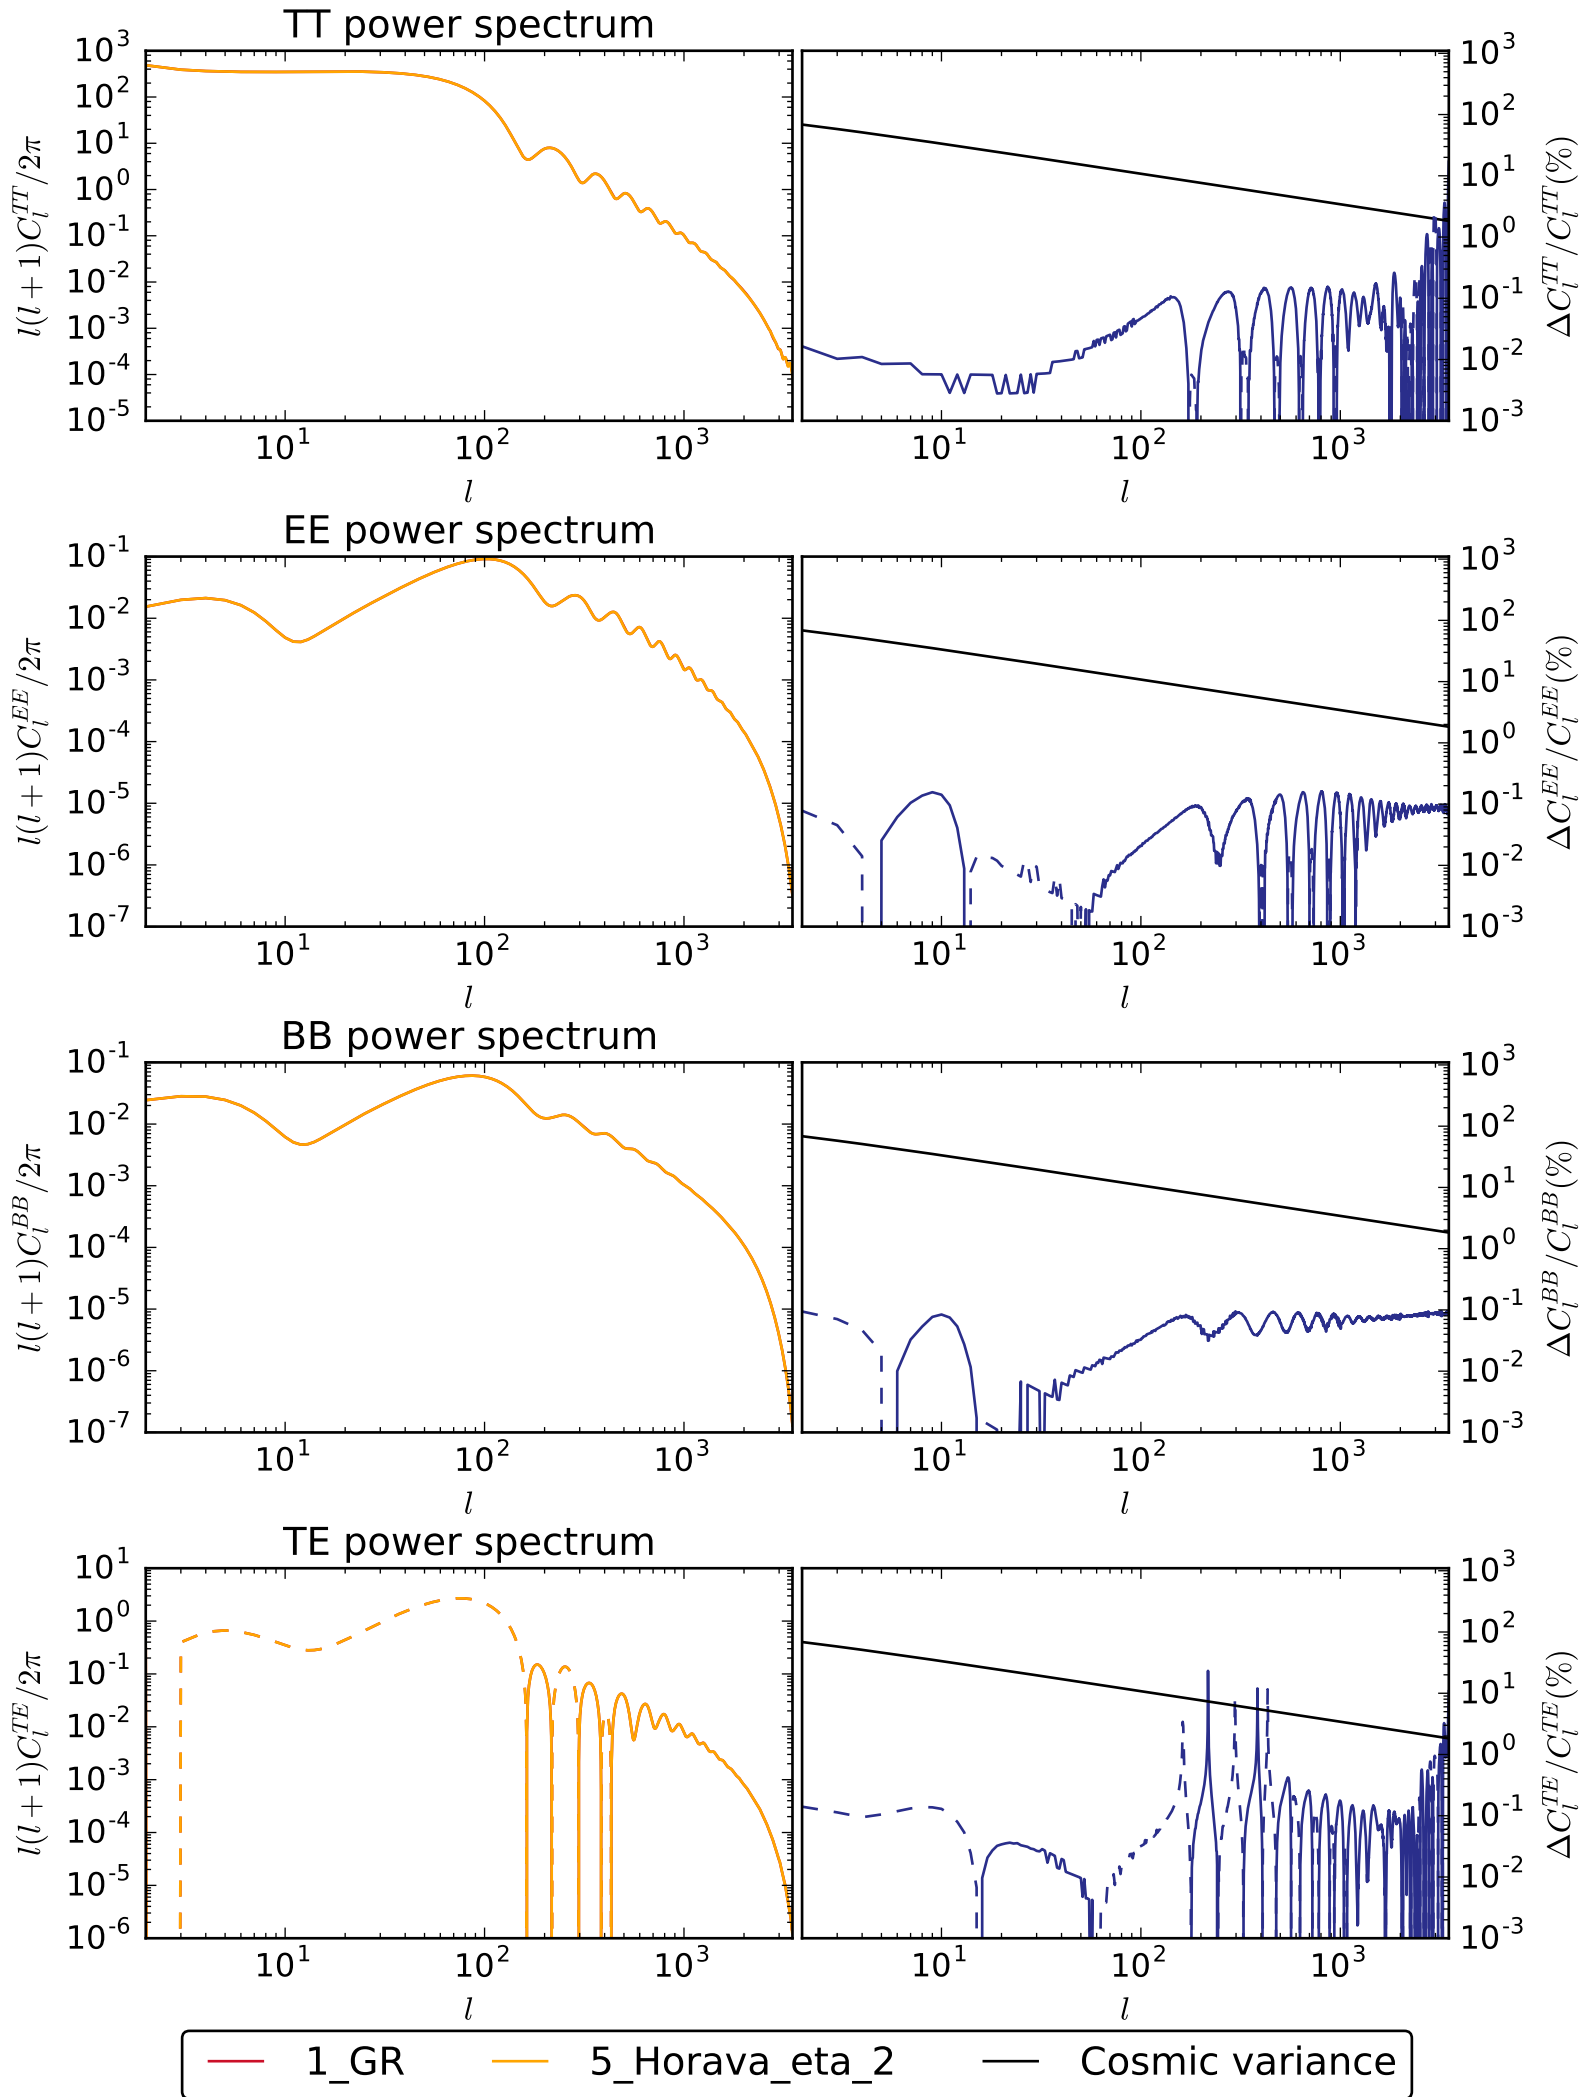 TT power spectrum
l(l+1)C_l^{TT}/2π
10^3
10^2
10^1
10^0
10^-1
10^-2
10^-3
10^-4
10^-5
10^1 10^2 10^3
l
10^3
10^2
10^1
10^0
10^-1
10^-2
10^-3
ΔC_l^{TT}/C_l^{TT}(%)
10^1 10^2 10^3
l
EE power spectrum
l(l+1)C_l^{EE}/2π
10^-1
10^-2
10^-3
10^-4
10^-5
10^-6
10^-7
10^1 10^2 10^3
l
10^3
10^2
10^1
10^0
10^-1
10^-2
10^-3
ΔC_l^{EE}/C_l^{EE}(%)
10^1 10^2 10^3
l
BB power spectrum
l(l+1)C_l^{BB}/2π
10^-1
10^-2
10^-3
10^-4
10^-5
10^-6
10^-7
10^1 10^2 10^3
l
10^3
10^2
10^1
10^0
10^-1
10^-2
10^-3
ΔC_l^{BB}/C_l^{BB}(%)
10^1 10^2 10^3
l
TE power spectrum
l(l+1)C_l^{TE}/2π
10^1
10^0
10^-1
10^-2
10^-3
10^-4
10^-5
10^-6
10^1 10^2 10^3
l
10^3
10^2
10^1
10^0
10^-1
10^-2
10^-3
ΔC_l^{TE}/C_l^{TE}(%)
10^1 10^2 10^3
l
1_GR 5_Horava_eta_2 Cosmic variance